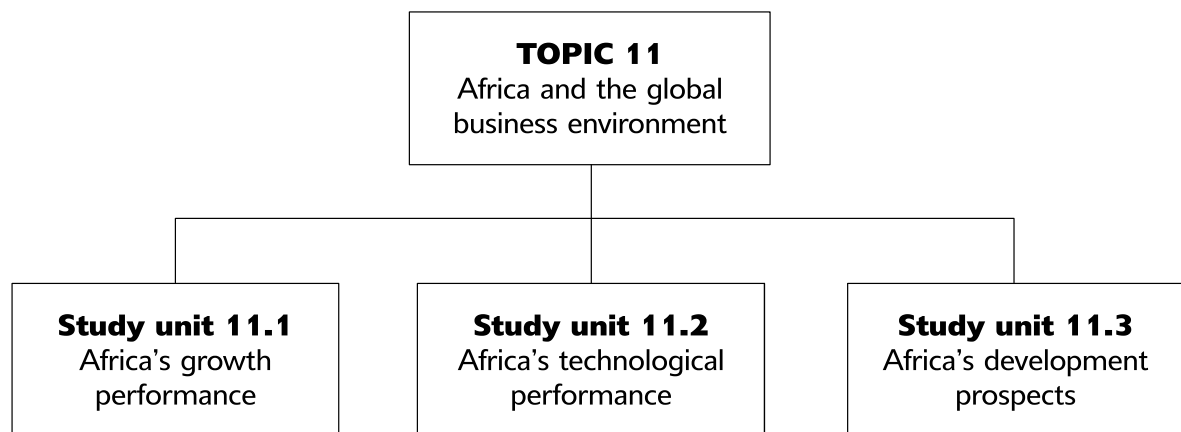 TOPIC 11
Africa and the global
business environment
Study unit 11.1
Africa’s growth
performance
Study unit 11.2
Africa’s technological
performance
Study unit 11.3
Africa’s development
prospects